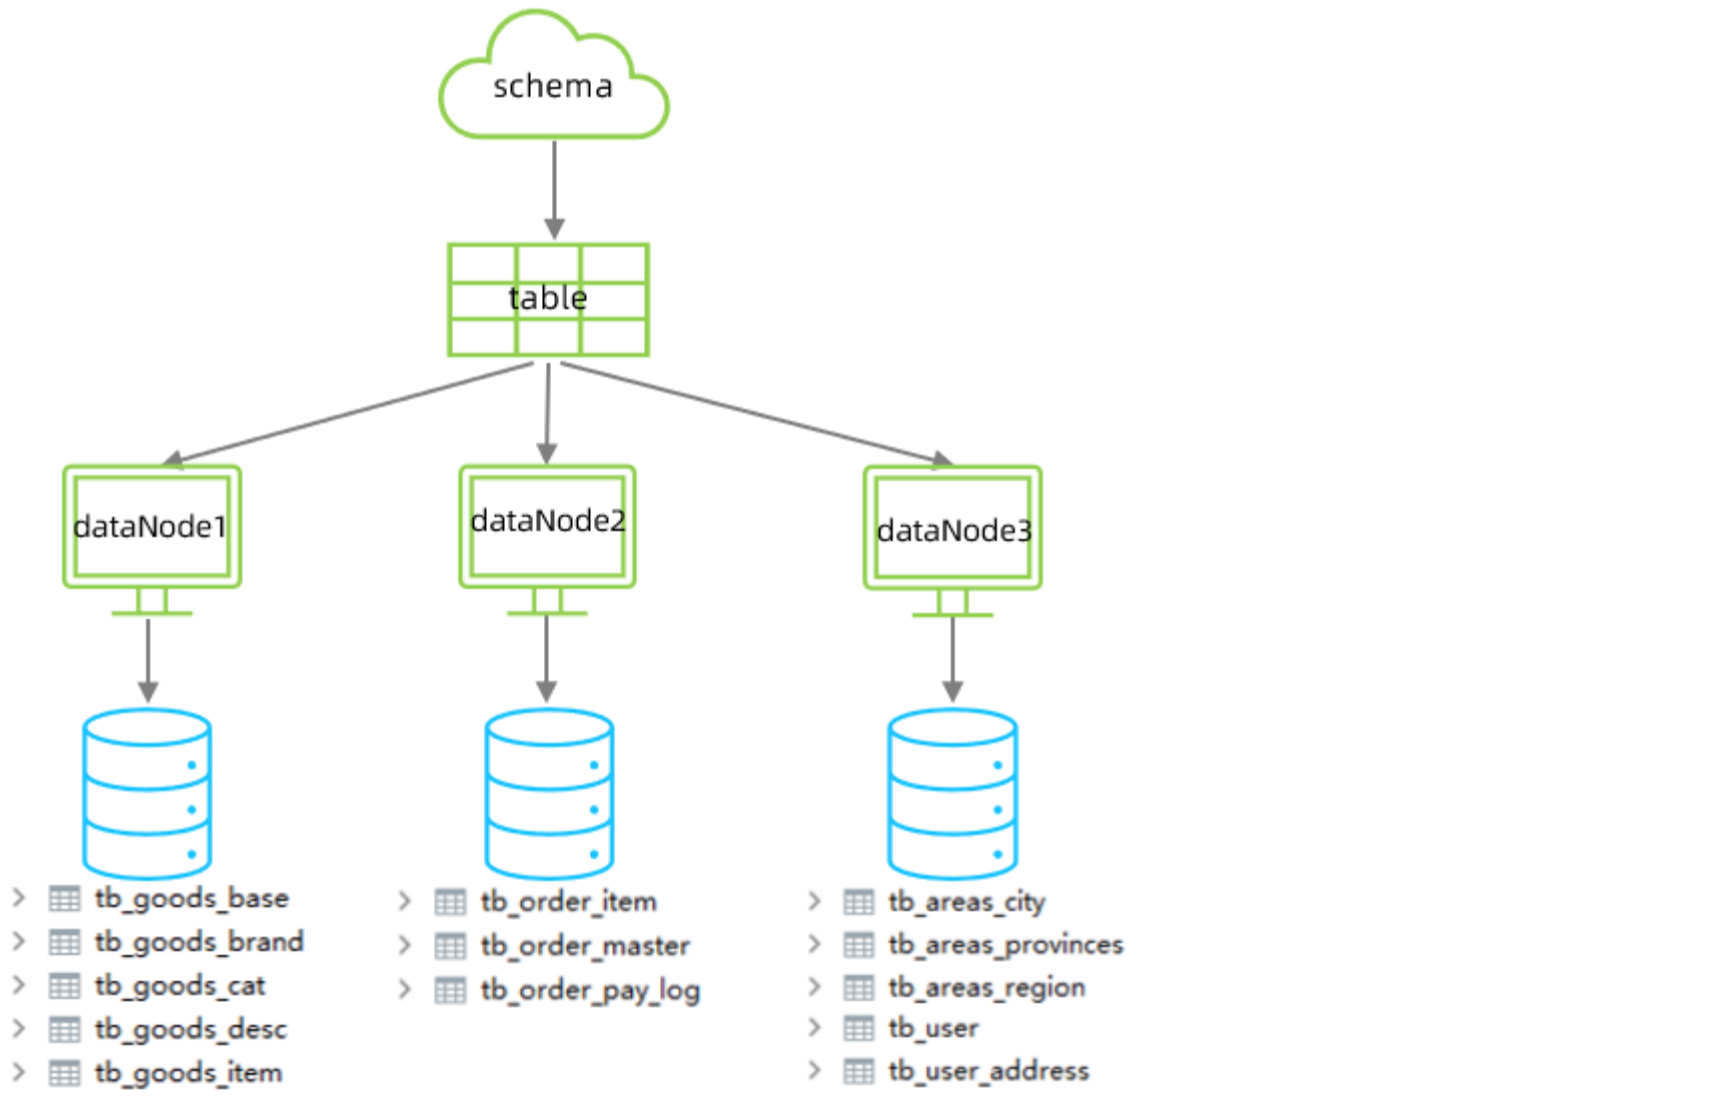 schema
table
dataNode1
dataNode2
dataNode3
tb_goods_base
tb_goods_brand
tb_goods_cat
tb_goods_desc
tb_goods_item
tb_order_item
tb_order_master
tb_order_pay_log
tb_areas_city
tb_areas_provinces
tb_areas_region
tb_user
tb_user_address